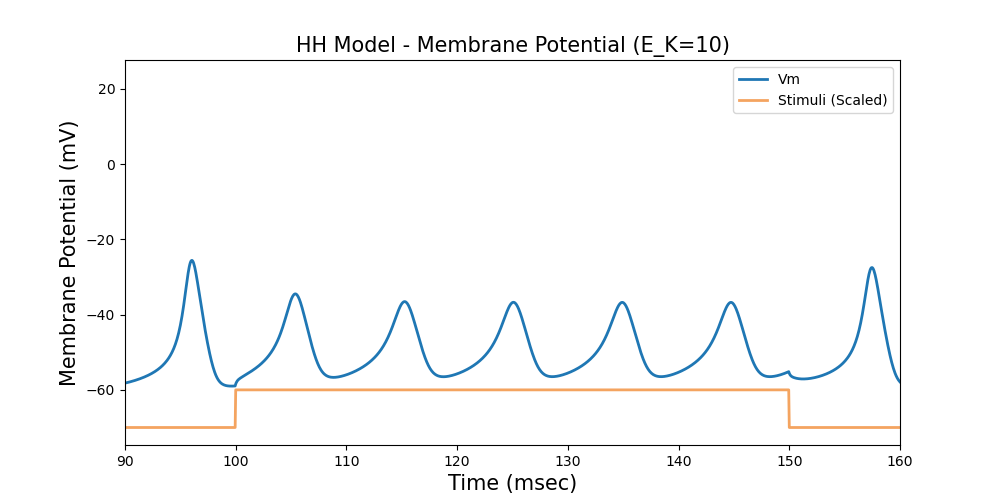 HH Model - Membrane Potential (E_K=10)
Vm
Stimuli (Scaled)
Membrane Potential (mV)
20
0
−20
−40
−60
90 100 110 120 130 140 150 160
Time (msec)